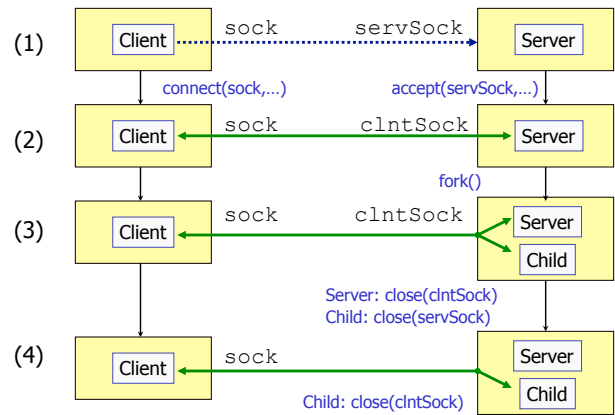 (1) Client sock servSock Server
connect(sock,…) accept(servSock,…)
(2) Client sock clntSock Server
fork()
(3) Client sock clntSock Server
Child
Server: close(clntSock)
Child: close(servSock)
(4) Client sock Server
Child: close(clntSock) Child